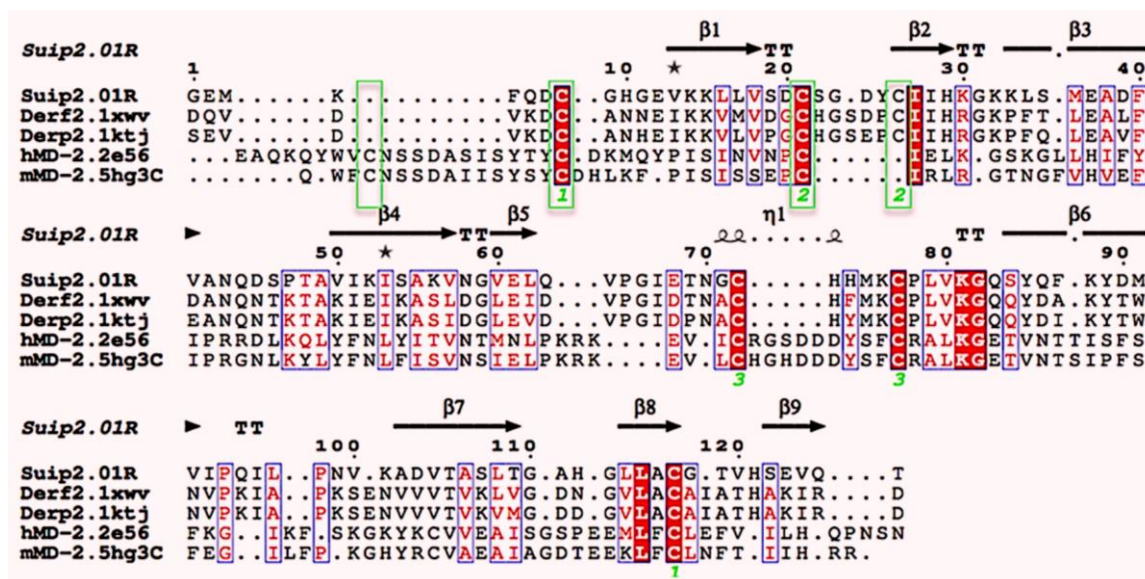 β1 β2 β3
Suip2.01R TT TT
1 10 ★ 20 30 40
Suip2.01R GEM......K..........FQDC..GHGEVKKLLVSDCSG.DYCIIHKGKKLS.MEADF
Derf2.1xwv DQV......D..........VKDC..ANNEIKKVMVDGCHGSDPCIIHRGKPFT.LEALF
Derp2.1ktj SEV......D..........VKDC..ANHEIKKVLVPGCHGSEPCIIHRGKPFQ.LEAVF
hMD-2.2e56 ...EAQKQYWVCNSSDASISYTYC.DKMQYPISINVNPC......IELK.GSKGLLHIFY
mMD-2.5hg3C .......Q.WFCNSSDAIISYSYCDHLKF.PISISSEPC......IRLR.GTNGFVHVEF
1 2 2
β4 β5 η1 β6
Suip2.01R TT TT
50 ★ 60 70 80 90
Suip2.01R VANQDSPTAVIKISAKVNGVELQ...VPGIETNGC.....HHMKCPLVKGQSYQF.KYDM
Derf2.1xwv DANQNTKTAKIEIKASLDGLEID...VPGIDTNAC.....HFMKCPLVKGQQYDA.KYTW
Derp2.1ktj EANQNTKTAKIEIKASIDGLEVD...VPGIDPNAC.....HYMKCPLVKGQQYDI.KYTW
hMD-2.2e56 IPRRDLKQLYFNLYITVNTMNLPKRK...EV.ICRGSDDDYSFCRALKGETVNTTISFS
mMD-2.5hg3C IPRGNLKYLYFNLFISVNSIELPKRK...EV.LCHGHDDDYSFCRALKGETVNTSIPFS
3 3
β7 β8 β9
Suip2.01R TT
100 110 120
Suip2.01R VIPQIL..PNV.KADVTASLTG.AH.GLLACG.TVHSEVQ....T
Derf2.1xwv NVPKIA..PKSENVVVTVKLVG.DN.GVLACAIATHAKIR....D
Derp2.1ktj NVPKIA..PKSENVVVTVKVMG.DD.GVLACAIATHAKIR....D
hMD-2.2e56 FKG..IKF.SKGKYKCVVEAISGSPEEMLFCLEFV.ILH.QPNSN
mMD-2.5hg3C FEG..ILFP.KGHYRCVAEAIAGDTEEKLFCLNFT.IIH.RR.
1